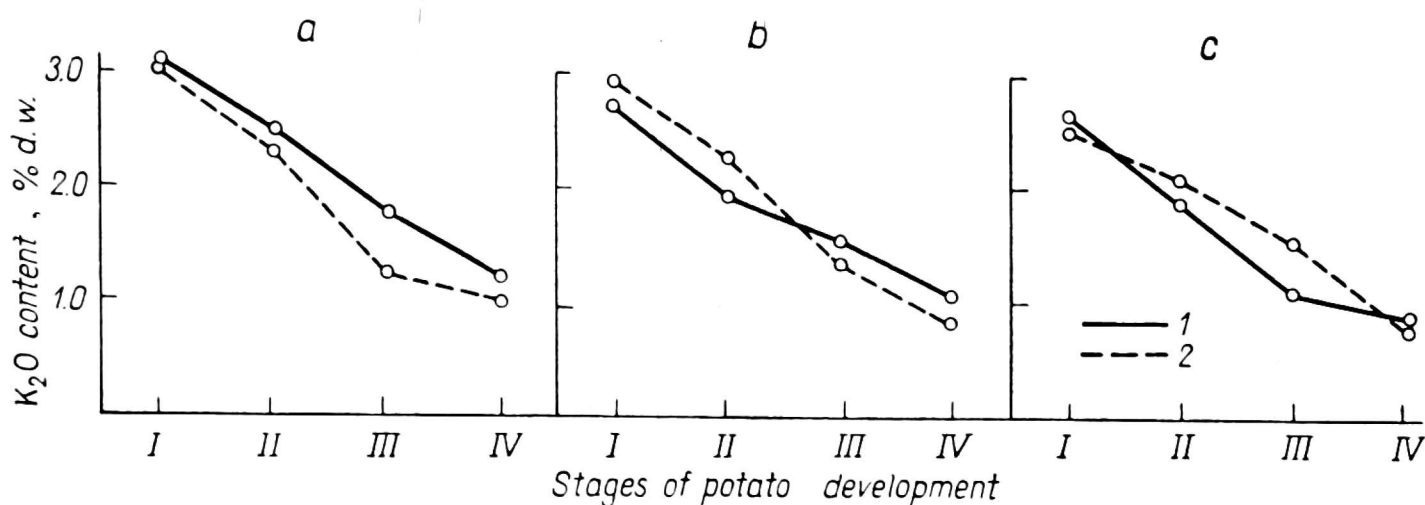 a b c
K₂O content, % d.w.
3.0
2.0
1.0
1
2
I II III IV I II III IV I II III IV
Stages of potato development